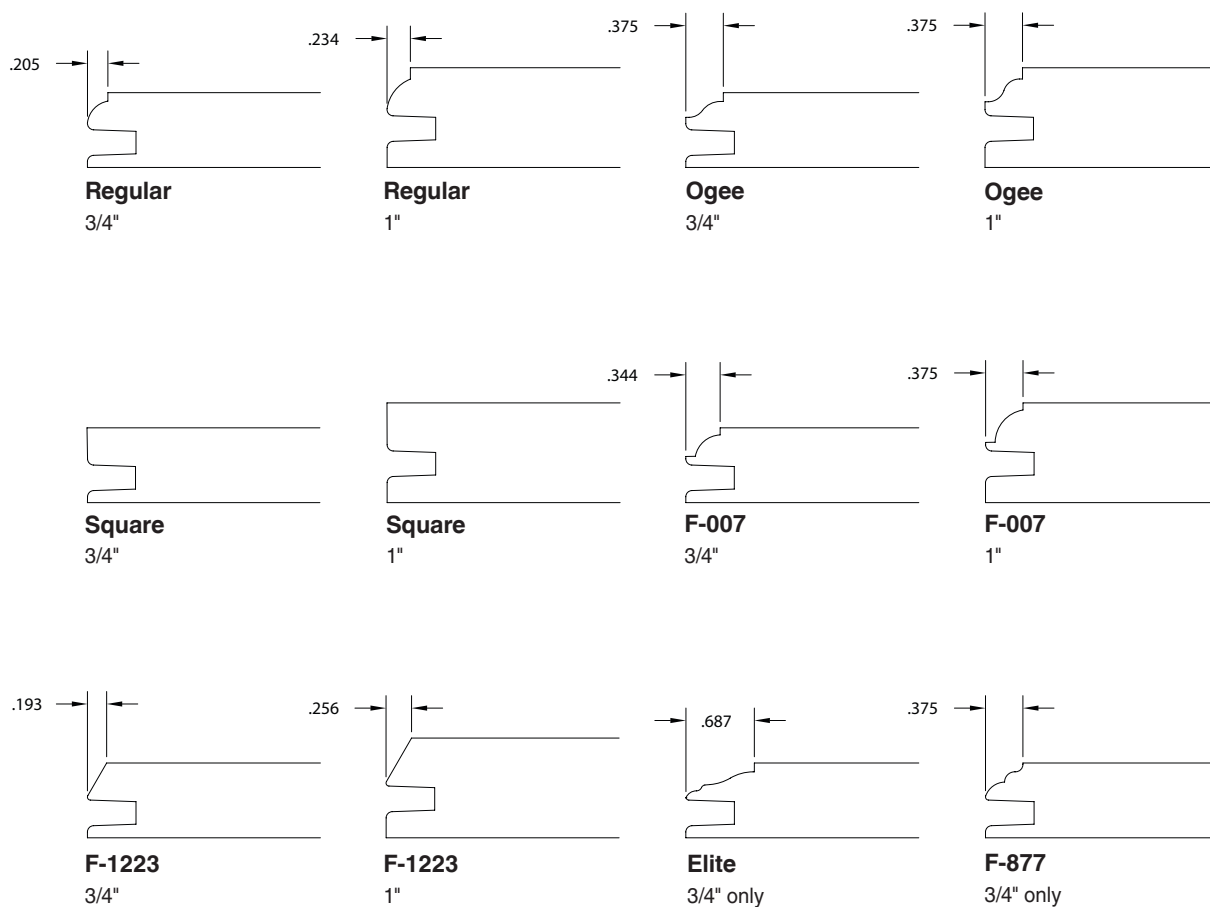 .205
.234
.375
.375
Regular
3/4"
Regular
1"
Ogee
3/4"
Ogee
1"
.344
.375
Square
3/4"
Square
1"
F-007
3/4"
F-007
1"
.193
.256
.687
.375
F-1223
3/4"
F-1223
1"
Elite
3/4" only
F-877
3/4" only